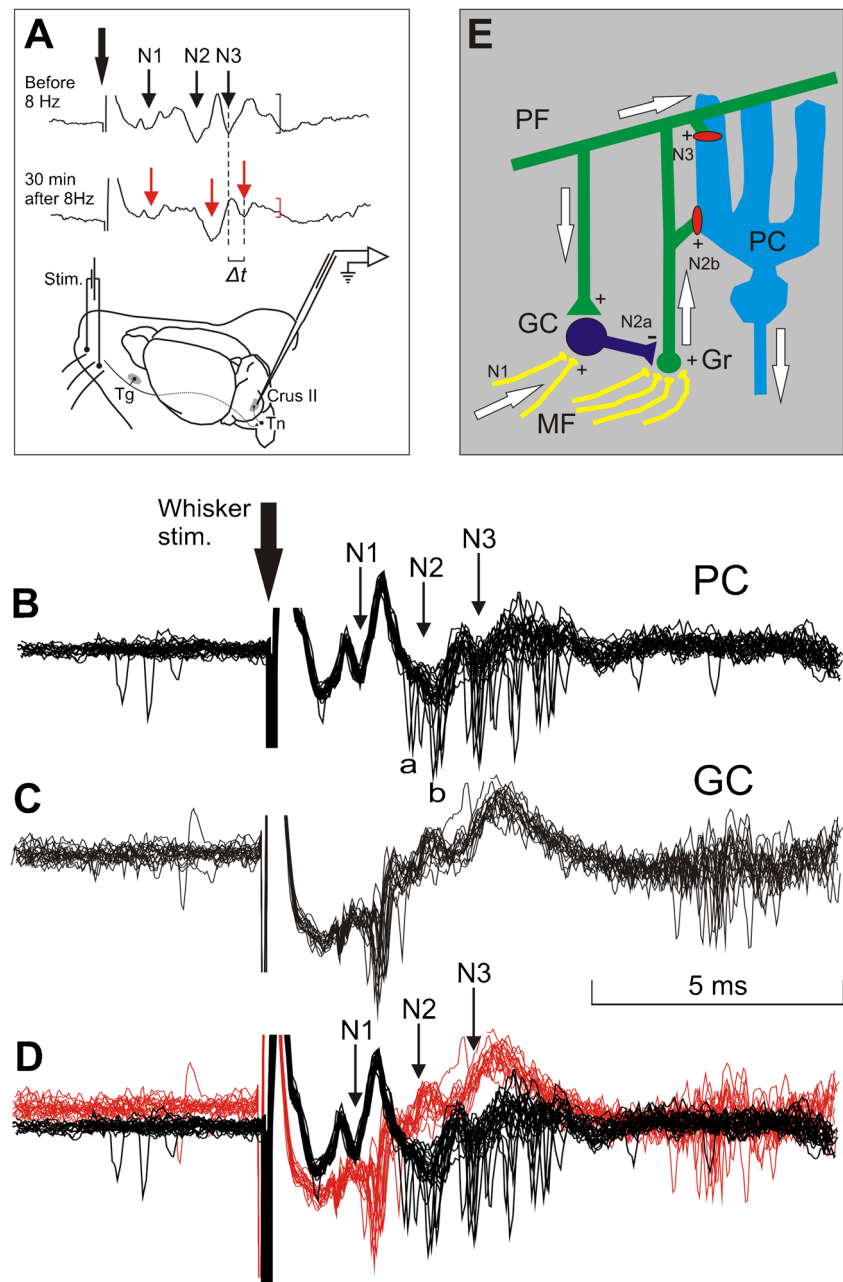 A
N1 N2 N3
Before
8 Hz
30 min
after 8Hz
Δt
Stim.
Tg
Crus II
Tn
E
PF
+
N3
PC
+
N2b
+
GC
N2a
-
+ Gr
N1
+
MF
Whisker
stim.
B
N1
N2
N3
PC
a
b
C
GC
5 ms
D
N1
N2
N3